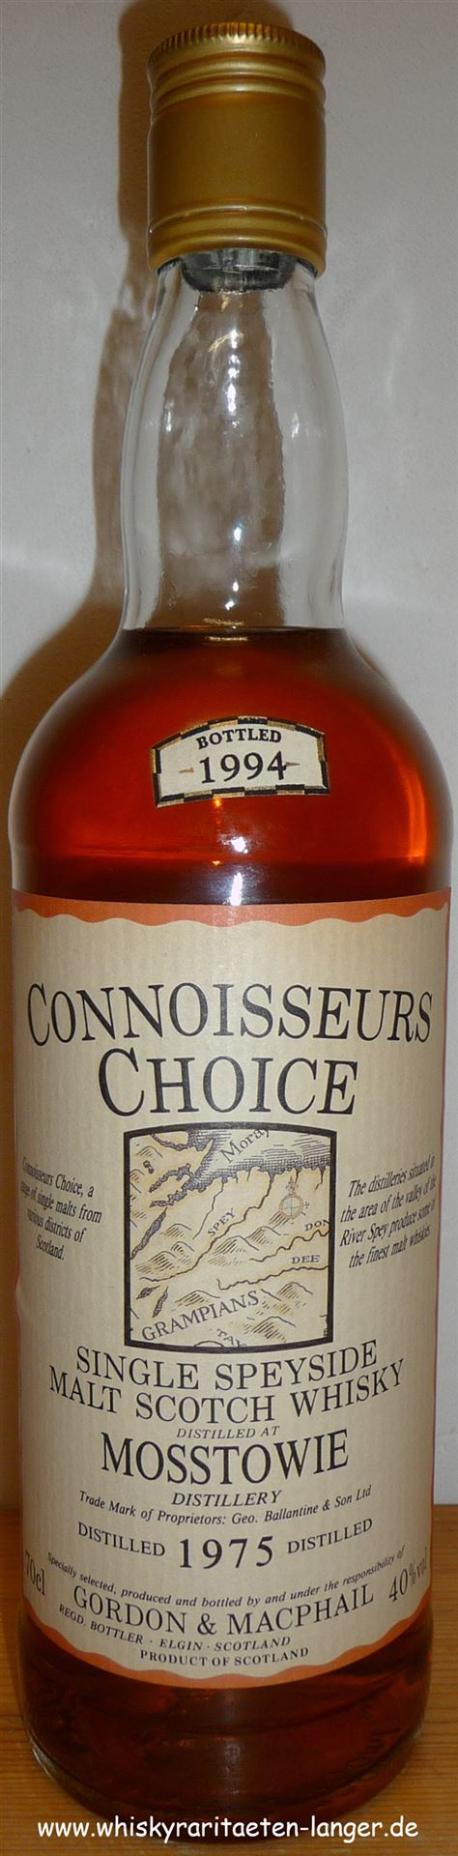 BOTTLED
1994
CONNOISSEURS
CHOICE
Connoisseurs Choice, a
range of single malts from
various districts of
Scotland.
Moray
SPEY
DON
DEE
GRAMPIANS
TAY
The distilleries situated in
the area of the valley of the
River Spey produce some of
the finest malt whiskies.
SINGLE SPEYSIDE
MALT SCOTCH WHISKY
DISTILLED AT
MOSSTOWIE
DISTILLERY
Trade Mark of Proprietors: Geo. Ballantine & Son Ltd
DISTILLED 1975 DISTILLED
70cl
Specially selected, produced and bottled by and under the responsibility of
40%vol
GORDON & MACPHAIL
REGD. BOTTLER · ELGIN · SCOTLAND
PRODUCT OF SCOTLAND
www.whiskyraritaeten-langer.de